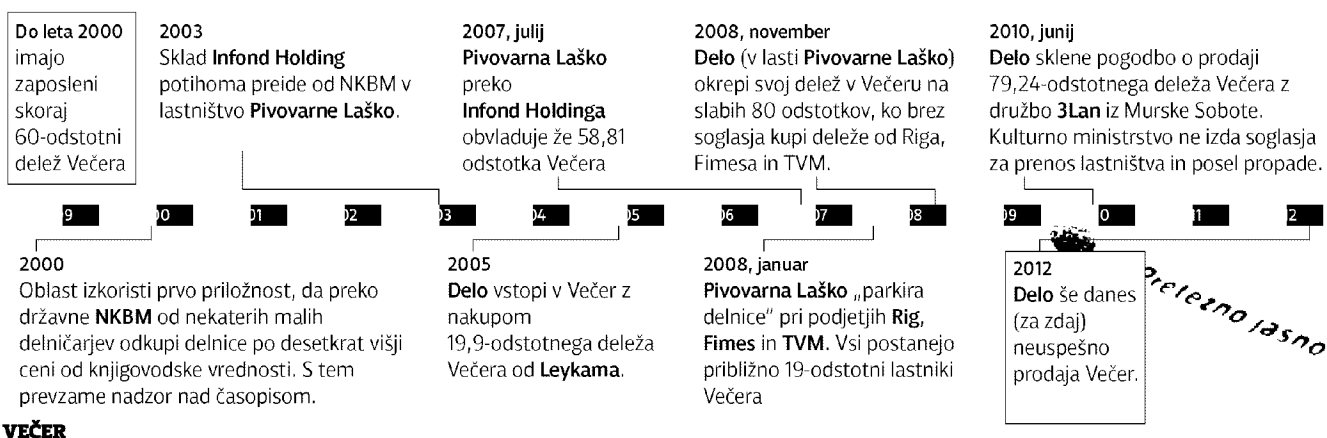 Do leta 2000
imajo
zaposleni
skoraj
60-odstotni
delež Večera
2003
Sklad Infond Holding
potihoma preide od NKBM v
lastništvo Pivovarne Laško.
2007, julij
Pivovarna Laško
preko
Infond Holdinga
obvladuje že 58,81
odstotka Večera
2008, november
Delo (v lasti Pivovarne Laško)
okrepi svoj delež v Večeru na
slabih 80 odstotkov, ko brez
soglasja kupi deleže od Riga,
Fimesa in TVM.
2010, junij
Delo sklene pogodbo o prodaji
79,24-odstotnega deleža Večera z
družbo 3Lan iz Murske Sobote.
Kulturno ministrstvo ne izda soglasja
za prenos lastništva in posel propade.
9 00 01 02 03 04 05 06 07 08 09 0 1 2
2000
Oblast izkoristi prvo priložnost, da preko
državne NKBM od nekaterih malih
delničarjev odkupi delnice po desetkrat višji
ceni od knjigovodske vrednosti. S tem
prevzame nadzor nad časopisom.
2005
Delo vstopi v Večer z
nakupom
19,9-odstotnega deleža
Večera od Leykama.
2008, januar
Pivovarna Laško „parkira
delnice" pri podjetjih Rig,
Fimes in TVM. Vsi postanejo
približno 19-odstotni lastniki
Večera
2012
Delo še danes
(za zdaj)
neuspešno
prodaja Večer.
pretežno jasno
VEČER